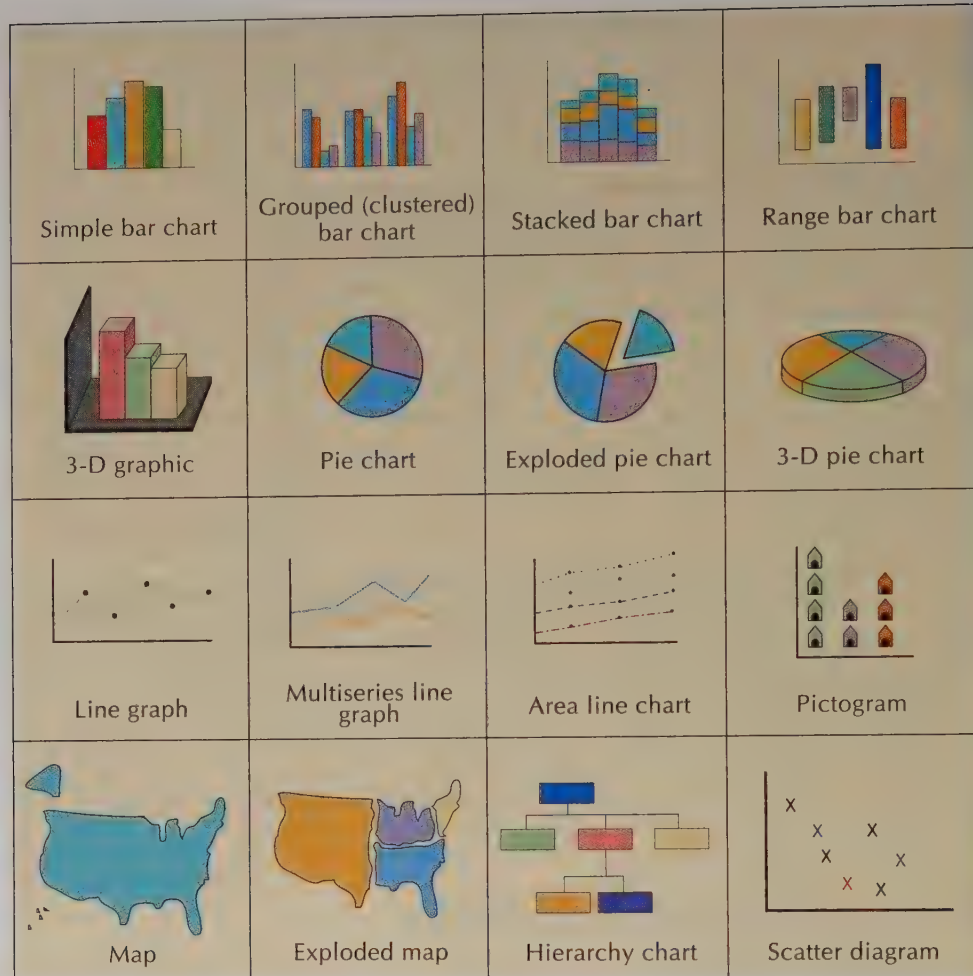 Simple bar chart
Grouped (clustered)
bar chart
Stacked bar chart
Range bar chart
3-D graphic
Pie chart
Exploded pie chart
3-D pie chart
Line graph
Multiseries line
graph
Area line chart
Pictogram
Map
Exploded map
Hierarchy chart
Scatter diagram